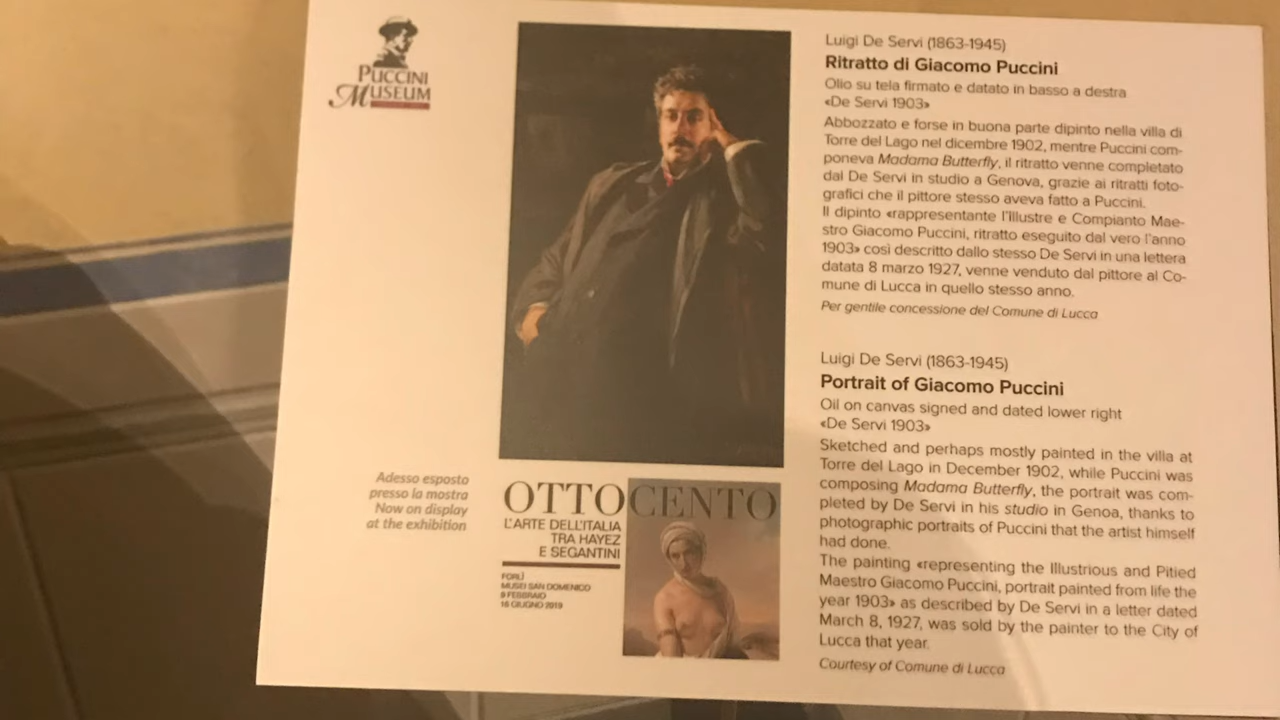 PUCCINI
MUSEUM
Luigi De Servi (1863-1945)
Ritratto di Giacomo Puccini
Olio su tela firmato e datato in basso a destra
«De Servi 1903»
Abbozzato e forse in buona parte dipinto nella villa di
Torre del Lago nel dicembre 1902, mentre Puccini com-
poneva Madama Butterfly, il ritratto venne completato
dal De Servi in studio a Genova, grazie ai ritratti foto-
grafici che il pittore stesso aveva fatto a Puccini.
Il dipinto «rappresentante l'Illustre e Compianto Mae-
stro Giacomo Puccini, ritratto eseguito dal vero l'anno
1903» così descritto dallo stesso De Servi in una lettera
datata 8 marzo 1927, venne venduto dal pittore al Co-
mune di Lucca in quello stesso anno.
Per gentile concessione del Comune di Lucca
Luigi De Servi (1863-1945)
Portrait of Giacomo Puccini
Oil on canvas signed and dated lower right
«De Servi 1903»
Sketched and perhaps mostly painted in the villa at
Torre del Lago in December 1902, while Puccini was
composing Madama Butterfly, the portrait was com-
pleted by De Servi in his studio in Genoa, thanks to
photographic portraits of Puccini that the artist himself
had done.
The painting «representing the Illustrious and Pitied
Maestro Giacomo Puccini, portrait painted from life the
year 1903» as described by De Servi in a letter dated
March 8, 1927, was sold by the painter to the City of
Lucca that year.
Courtesy of Comune di Lucca
Adesso esposto
presso la mostra
Now on display
at the exhibition
OTTOCENTO
L'ARTE DELL'ITALIA
TRA HAYEZ
E SEGANTINI
FORLÌ
MUSEI SAN DOMENICO
9 FEBBRAIO
16 GIUGNO 2019